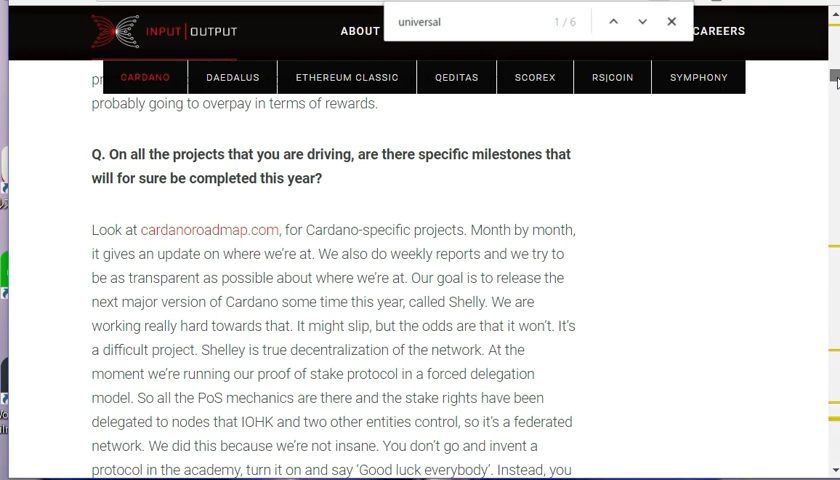 universal 1 / 6
INPUT OUTPUT ABOUT CAREERS
CARDANO DAEDALUS ETHEREUM CLASSIC QEDITAS SCOREX RS|COIN SYMPHONY
probably going to overpay in terms of rewards.
Q. On all the projects that you are driving, are there specific milestones that
will for sure be completed this year?
Look at cardanoroadmap.com, for Cardano-specific projects. Month by month,
it gives an update on where we're at. We also do weekly reports and we try to
be as transparent as possible about where we're at. Our goal is to release the
next major version of Cardano some time this year, called Shelly. We are
working really hard towards that. It might slip, but the odds are that it won't. It's
a difficult project. Shelley is true decentralization of the network. At the
moment we're running our proof of stake protocol in a forced delegation
model. So all the PoS mechanics are there and the stake rights have been
delegated to nodes that IOHK and two other entities control, so it's a federated
network. We did this because we're not insane. You don't go and invent a
protocol in the academy, turn it on and say 'Good luck everybody'. Instead, you